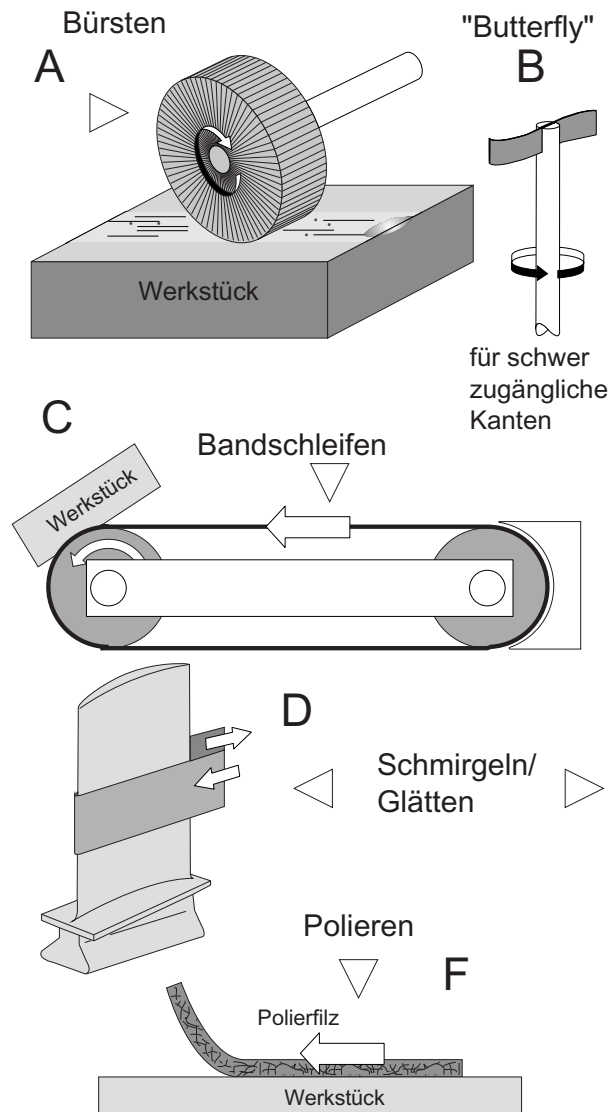 Bürsten
A
"Butterfly"
B
Werkstück
für schwer
zugängliche
Kanten
C
Bandschleifen
Werkstück
D
Schmirgeln/
Glätten
Polieren
F
Polierfilz
Werkstück